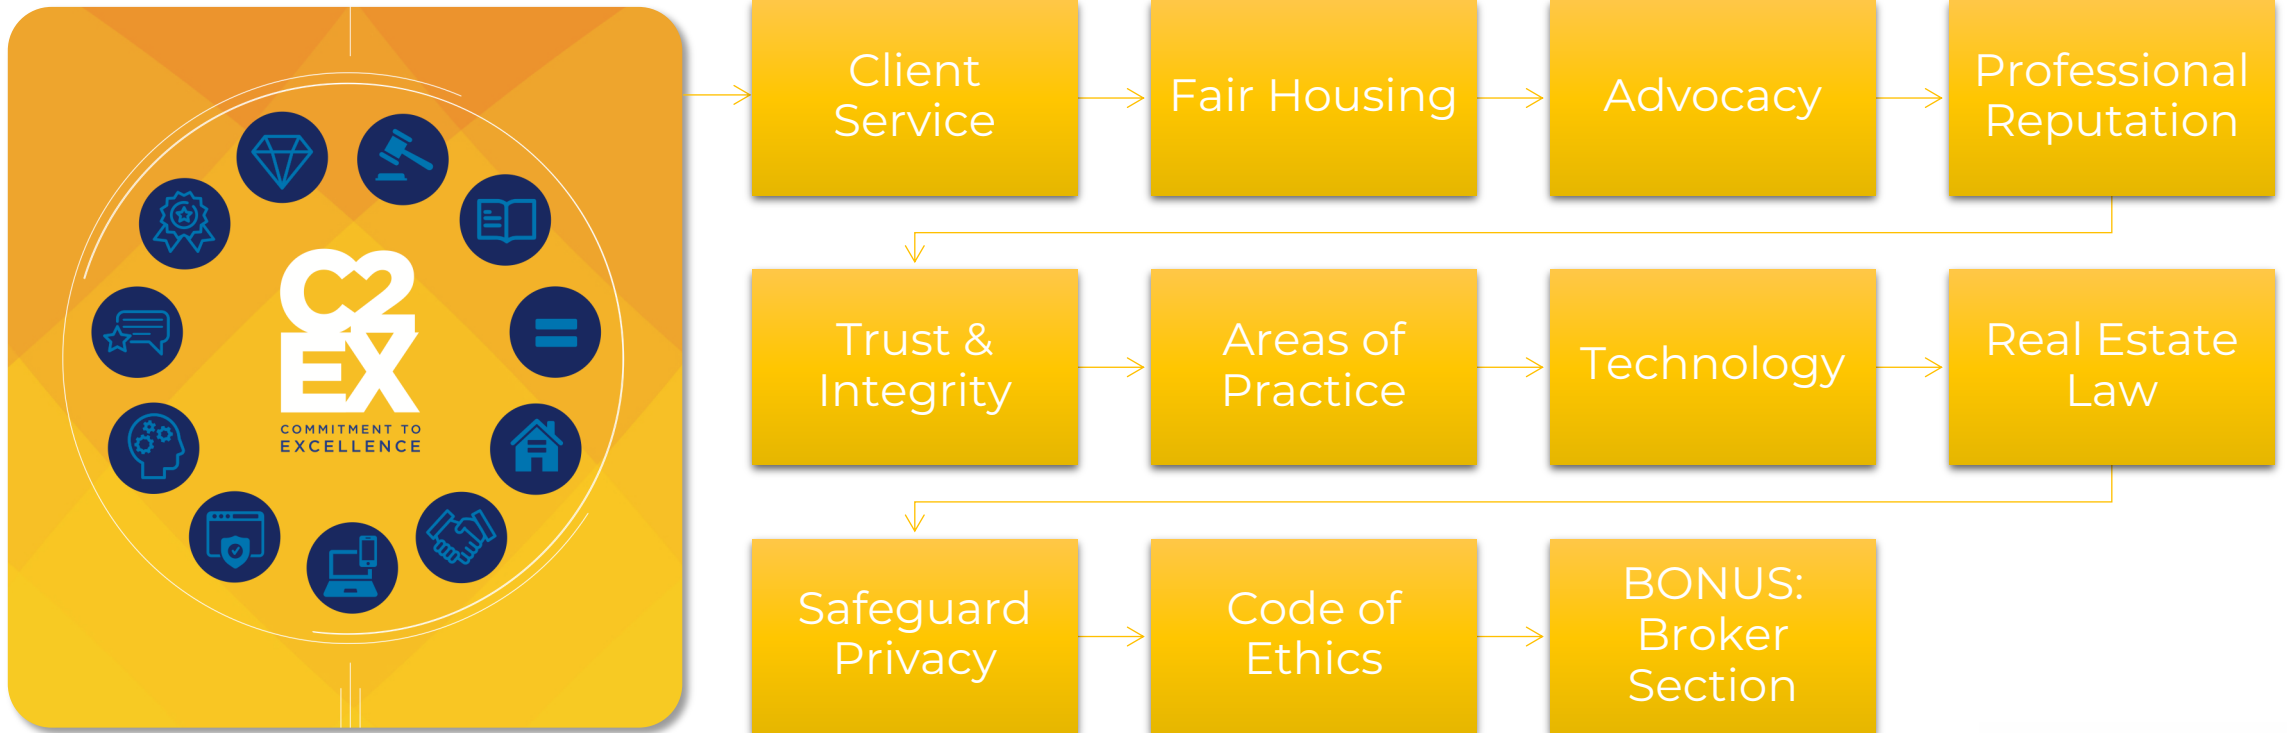 C2
EX
COMMITMENT TO
EXCELLENCE
Client
Service
Fair Housing
Advocacy
Professional
Reputation
Trust &
Integrity
Areas of
Practice
Technology
Real Estate
Law
Safeguard
Privacy
Code of
Ethics
BONUS:
Broker
Section